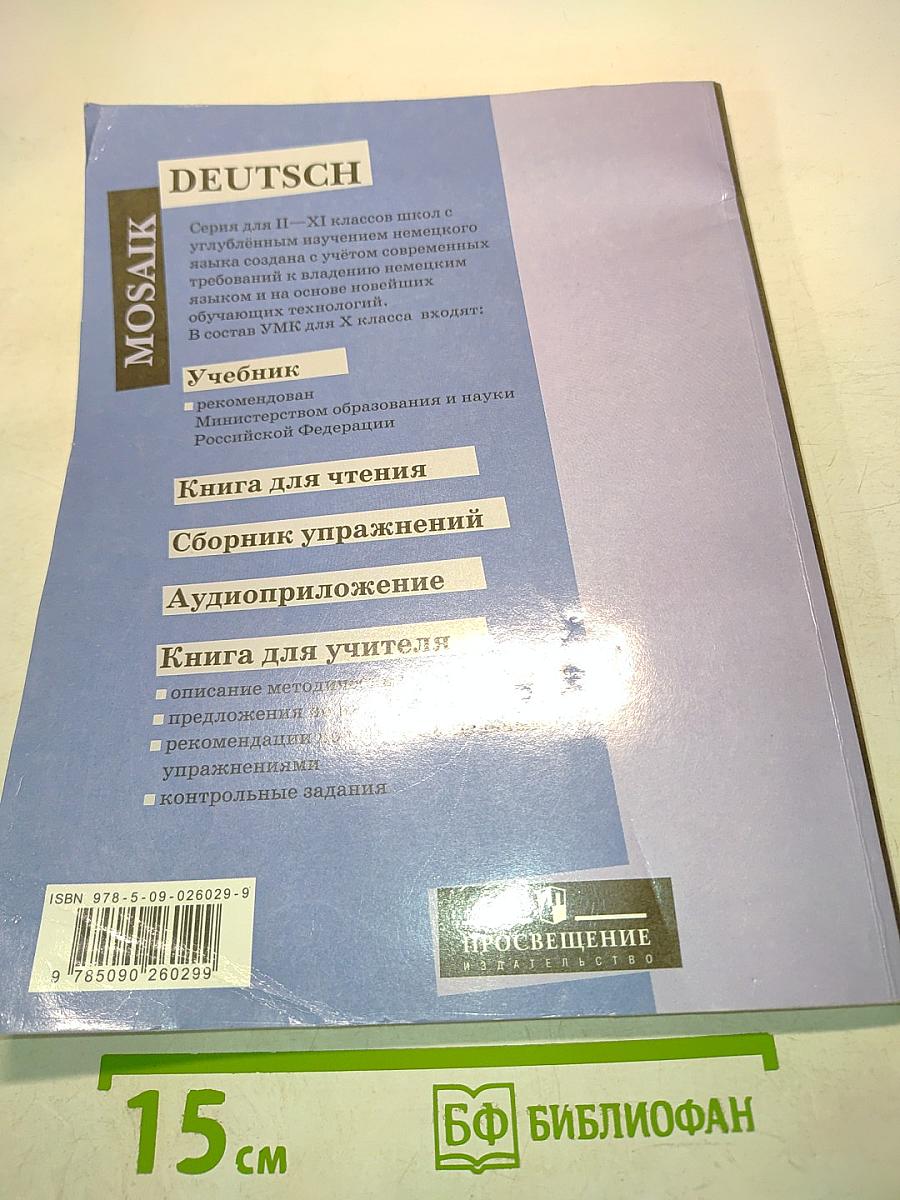 DEUTSCH
MOSAIK
Серия для II—XI классов школ с
углублённым изучением немецкого
языка создана с учётом современных
требований к владению немецким
языком и на основе новейших
обучающих технологий.
В состав УМК для X класса входят:
Учебник
рекомендован
Министерством образования и науки
Российской Федерации
Книга для чтения
Сборник упражнений
Аудиоприложение
Книга для учителя
описание
предложения
рекомендации
упражнениями
контрольные задания
ISBN 978-5-09-026029-9
9 785090 260299
ПРОСВЕЩЕНИЕ
ИЗДАТЕЛЬСТВО
15 см
БФ БИБЛИОФАН